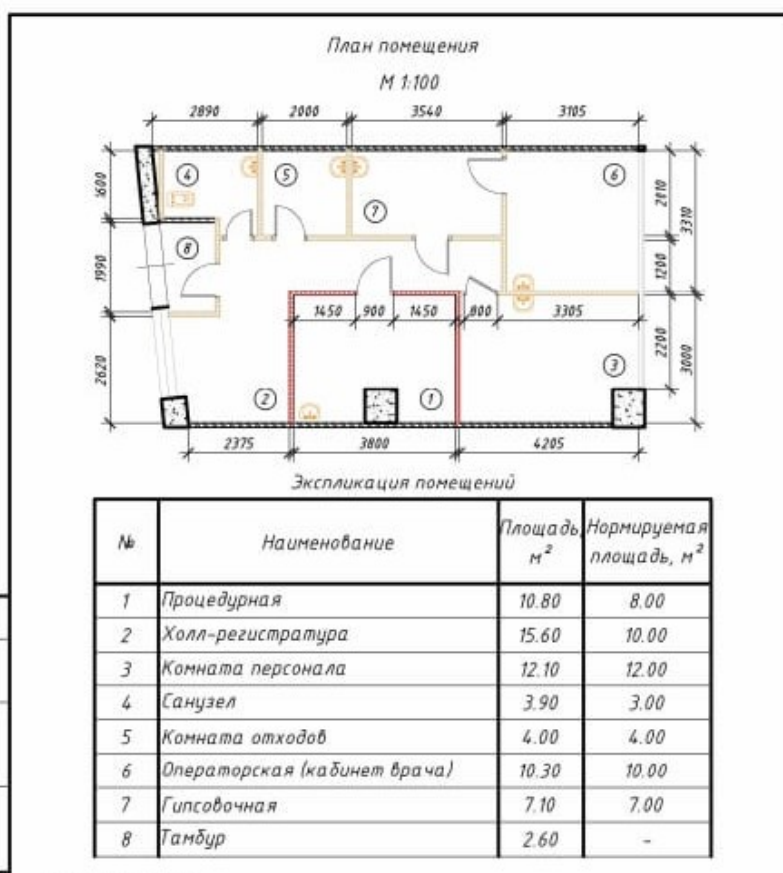 План помещения
М 1:100
2890 2000 3540 3105
4 5 6
7
8
1600
1990
2620
2010
3310
1200
2200
3000
1450 900 1450 800 3305
2 1 3
2375 3800 4205
Экспликация помещений
№ Наименование Площадь, м² Нормируемая площадь, м²
1 Процедурная 10.80 8.00
2 Холл-регистратура 15.60 10.00
3 Комната персонала 12.10 12.00
4 Санузел 3.90 3.00
5 Комната отходов 4.00 4.00
6 Операторская (кабинет врача) 10.30 10.00
7 Гипсовочная 7.10 7.00
8 Тамбур 2.60 -